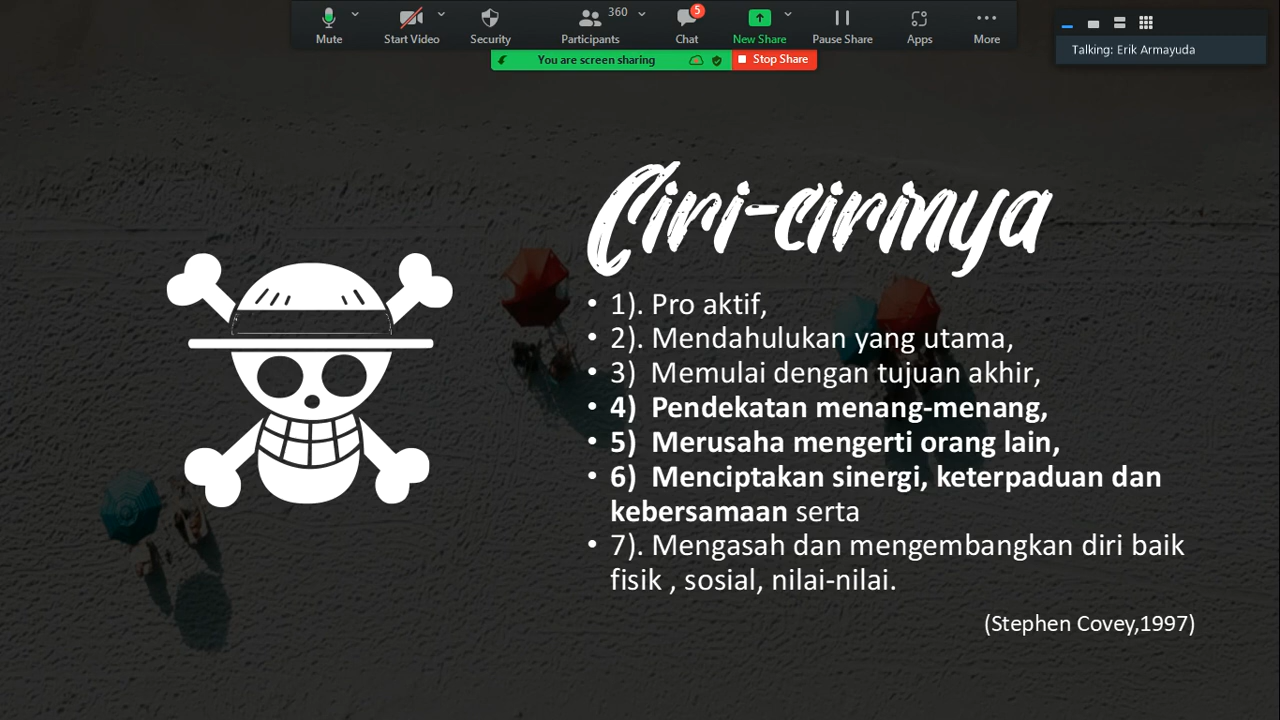 360
5
Mute
Start Video
Security
Participants
Chat
New Share
Pause Share
Apps
More
You are screen sharing
Stop Share
Talking: Erik Armayuda
Ciri-cirinya
• 1). Pro aktif,
• 2). Mendahulukan yang utama,
• 3) Memulai dengan tujuan akhir,
• 4) Pendekatan menang-menang,
• 5) Merusaha mengerti orang lain,
• 6) Menciptakan sinergi, keterpaduan dan
kebersamaan serta
• 7). Mengasah dan mengembangkan diri baik
fisik , sosial, nilai-nilai.
(Stephen Covey,1997)